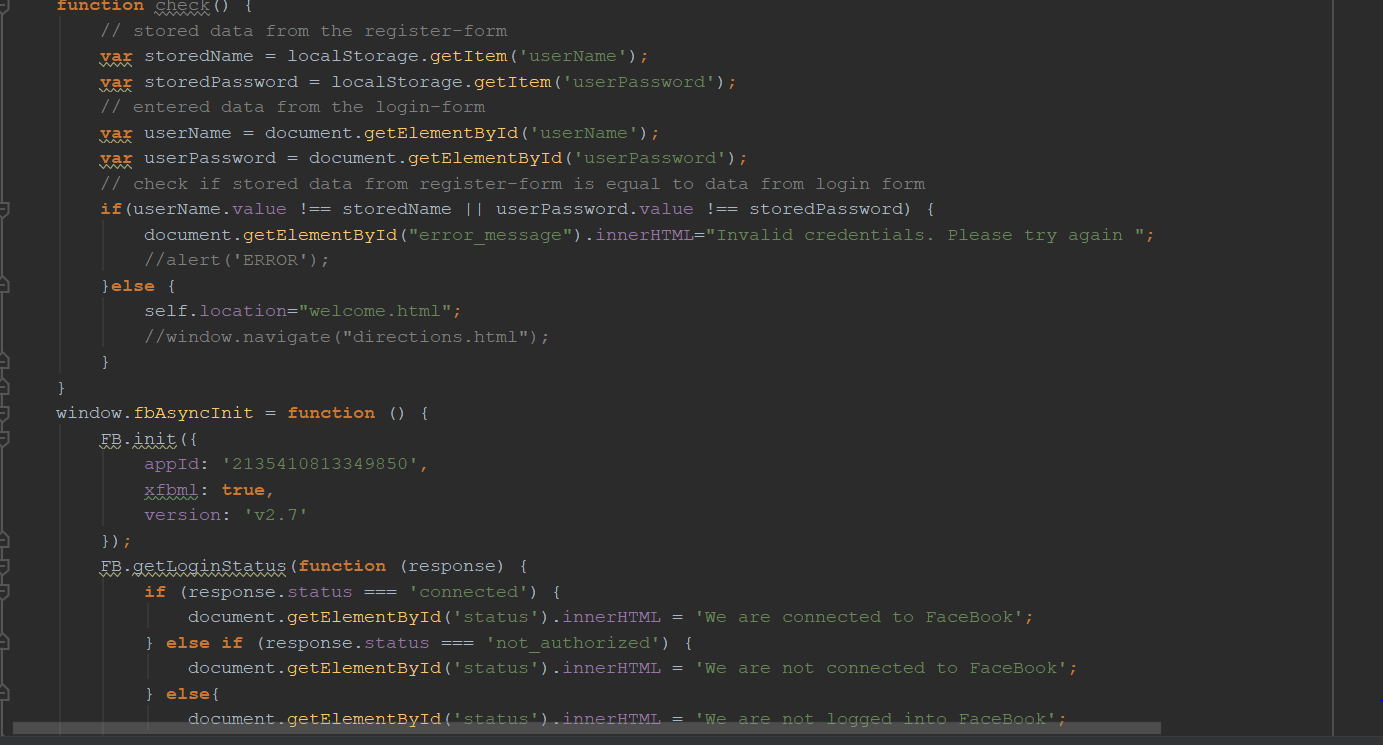 function check() {
// stored data from the register-form
var storedName = localStorage.getItem('userName');
var storedPassword = localStorage.getItem('userPassword');
// entered data from the login-form
var userName = document.getElementById('userName');
var userPassword = document.getElementById('userPassword');
// check if stored data from register-form is equal to data from login form
if(userName.value !== storedName || userPassword.value !== storedPassword) {
document.getElementById("error_message").innerHTML="Invalid credentials. Please try again ";
//alert('ERROR');
}else {
self.location="welcome.html";
//window.navigate("directions.html");
}
}
window.fbAsyncInit = function () {
FB.init({
appId: '2135410813349850',
xfbml: true,
version: 'v2.7'
});
FB.getLoginStatus(function (response) {
if (response.status === 'connected') {
document.getElementById('status').innerHTML = 'We are connected to FaceBook';
} else if (response.status === 'not_authorized') {
document.getElementById('status').innerHTML = 'We are not connected to FaceBook';
} else{
document.getElementById('status').innerHTML = 'We are not logged into FaceBook';